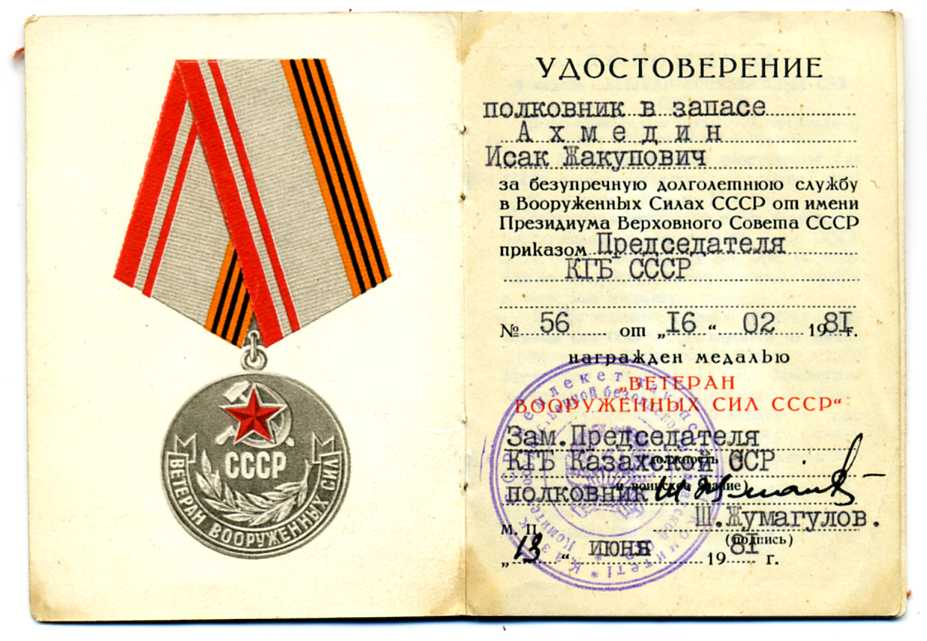 СССР
ВЕТЕРАН ВООРУЖЕННЫХ СИЛ
УДОСТОВЕРЕНИЕ
полковник в запасе
Ахмедин
Исак Жакупович
за безупречную долголетнюю службу
в Вооруженных Силах СССР от имени
Президиума Верховного Совета СССР
приказом Председателя
КГБ СССР
№ 56 от „16“ 02 1981г.
награжден медалью
„ВЕТЕРАН
ВООРУЖЕННЫХ СИЛ СССР“
Зам.Председателя
КГБ Казахской ССР
полковник
Ш.Жумагулов.
М. П. (подпись)
„18“ июня 1981 г.